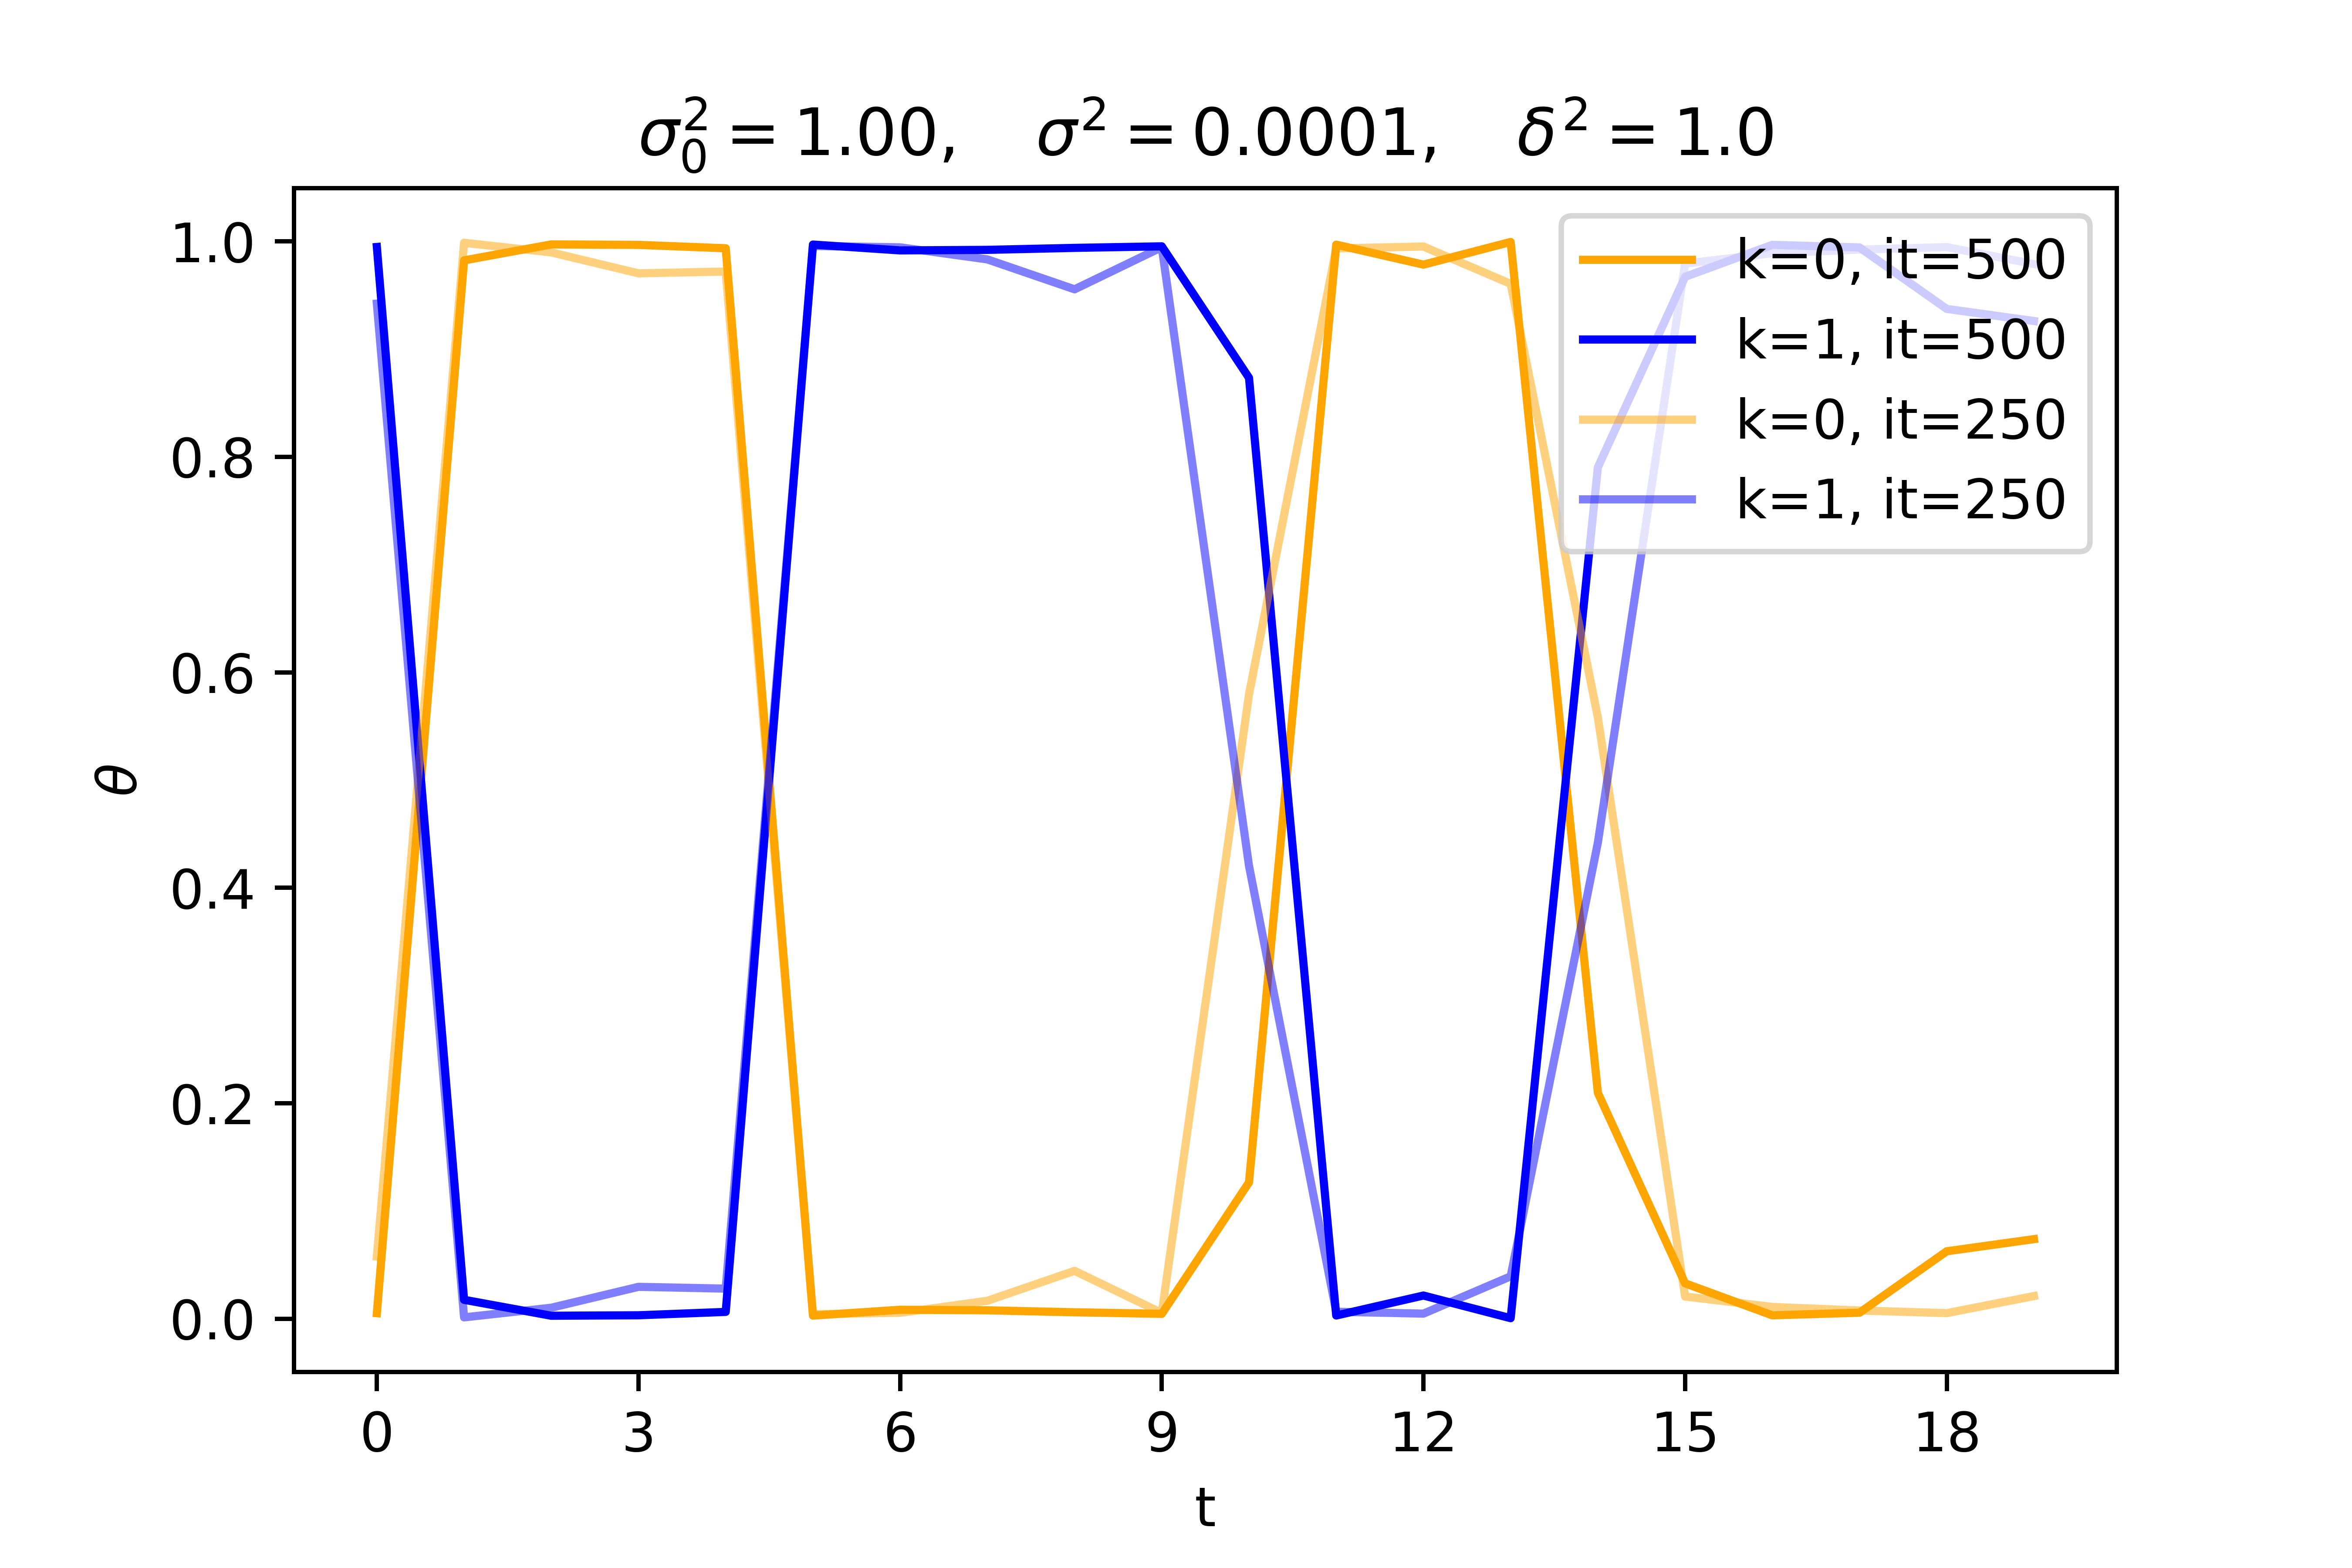 σ₀² = 1.00,   σ² = 0.0001,   δ² = 1.0
1.0
0.8
0.6
0.4
0.2
0.0
θ
k=0, it=500
k=1, it=500
k=0, it=250
k=1, it=250
0 3 6 9 12 15 18
t